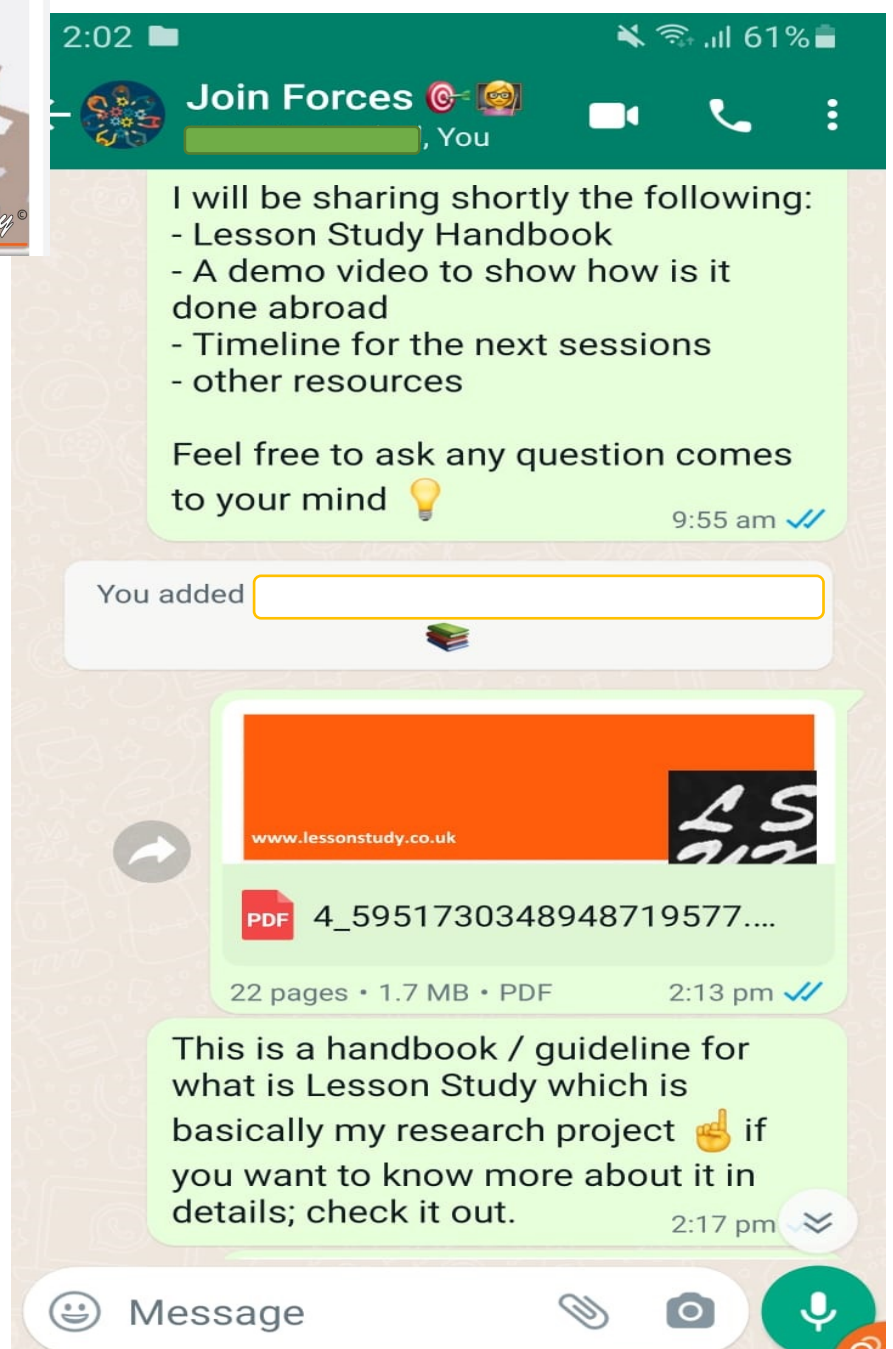 2:02 61%
Join Forces 🎯👩‍🏫
, You
I will be sharing shortly the following:
- Lesson Study Handbook
- A demo video to show how is it
done abroad
- Timeline for the next sessions
- other resources
Feel free to ask any question comes
to your mind 💡
9:55 am
You added
📚
www.lessonstudy.co.uk
LS
PDF 4_5951730348948719577....
22 pages • 1.7 MB • PDF 2:13 pm
This is a handbook / guideline for
what is Lesson Study which is
basically my research project ☝ if
you want to know more about it in
details; check it out.
2:17 pm
Message